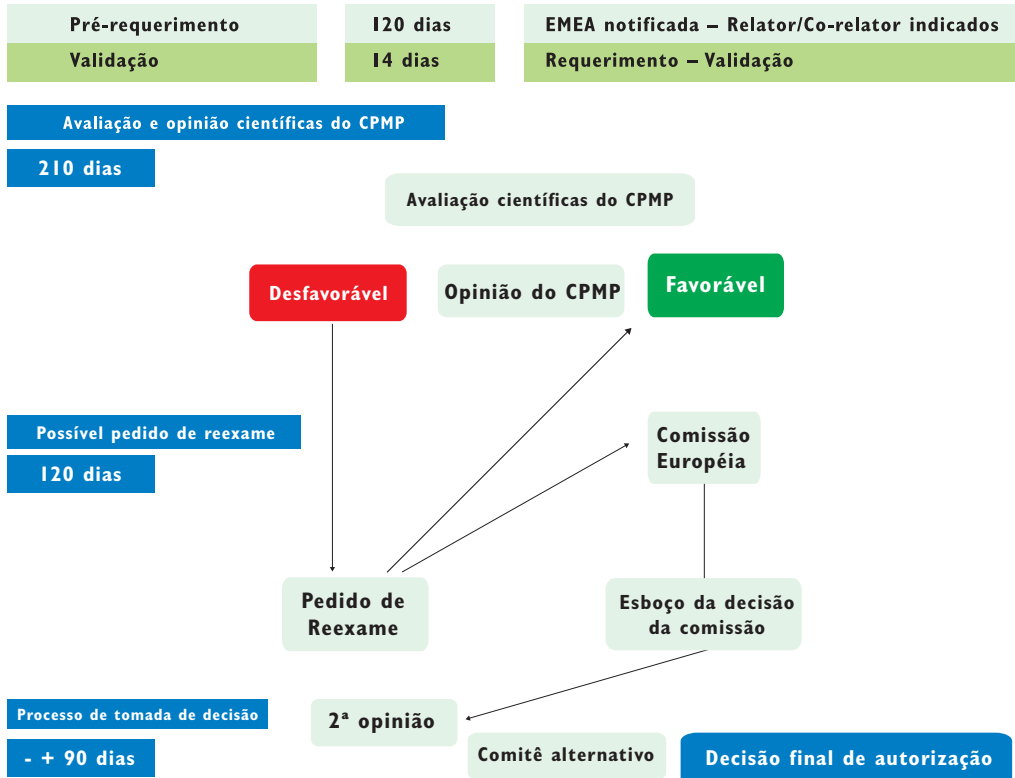 Pré-requerimento 120 dias EMEA notificada – Relator/Co-relator indicados
Validação 14 dias Requerimento – Validação
Avaliação e opinião científicas do CPMP
210 dias
Avaliação científicas do CPMP
Desfavorável Opinião do CPMP Favorável
Possível pedido de reexame
120 dias
Comissão
Européia
Pedido de
Reexame
Esboço da decisão
da comissão
Processo de tomada de decisão
- + 90 dias
2ª opinião
Comitê alternativo
Decisão final de autorização